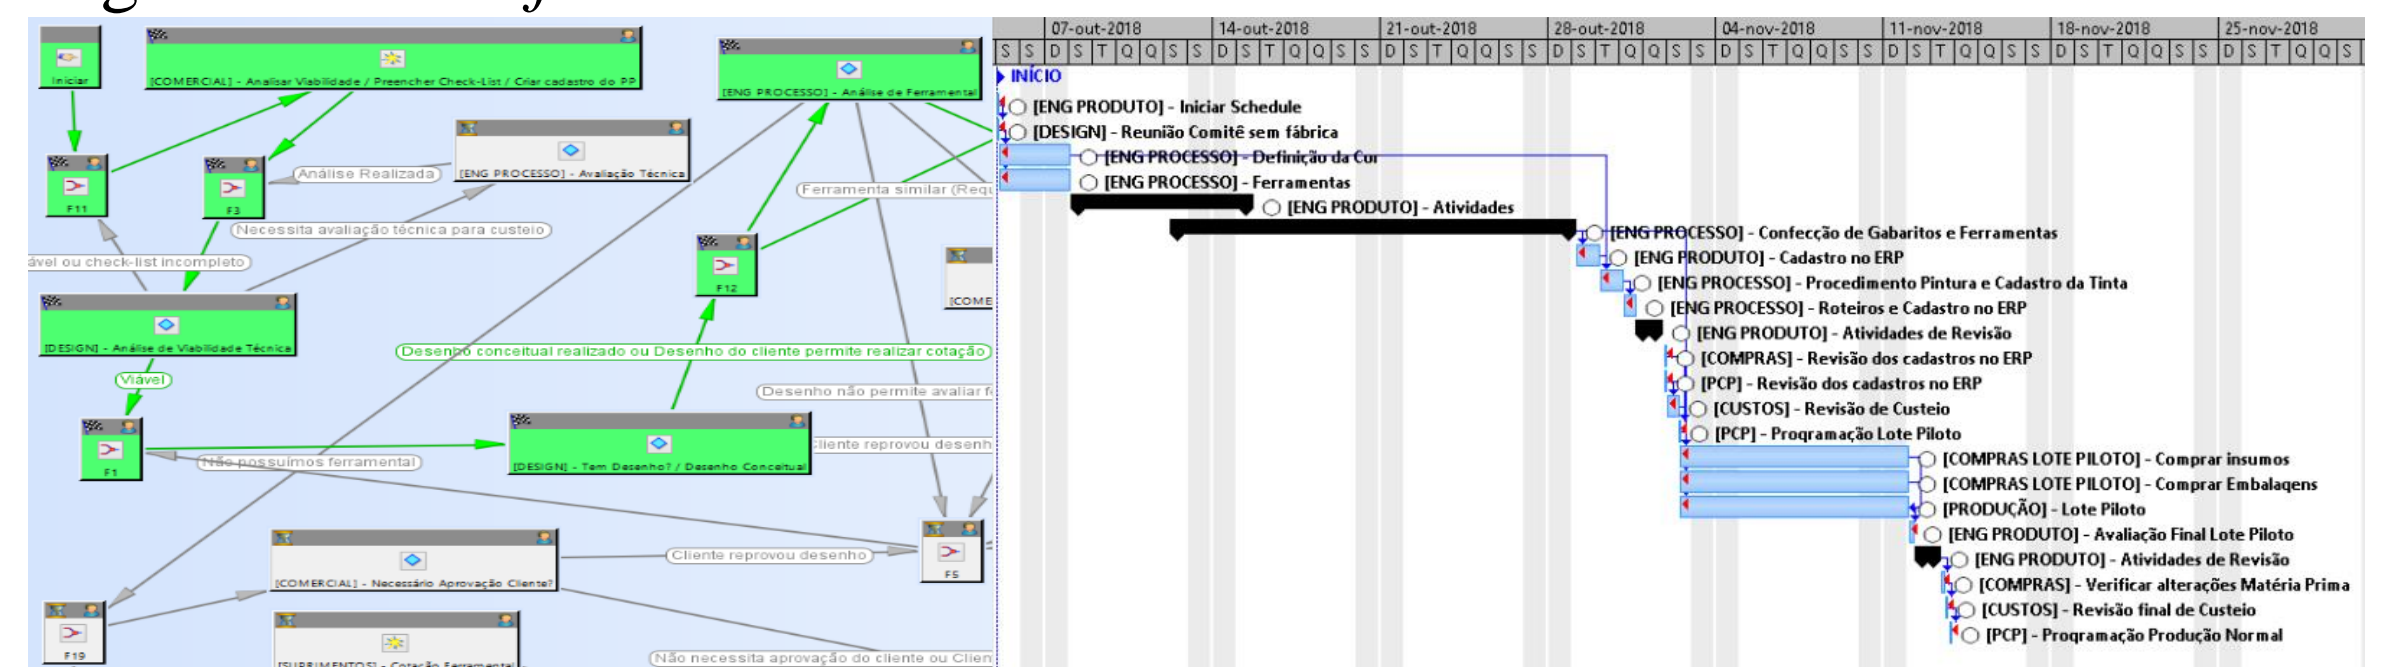 Iniciar
[COMERCIAL] - Analisar Viabilidade / Preencher Check-List / Criar cadastro do PP
[ENG PROCESSO] - Análise de Ferramental
F11
F3
Análise Realizada
[ENG PROCESSO] - Avaliação Técnica
Ferramenta similar (Requ
Necessita avaliação técnica para custeio
ável ou check-list incompleto
F12
[COME
[DESIGN] - Análise de Viabilidade Técnica
Desenho conceitual realizado ou Desenho do cliente permite realizar cotação
Viável
Desenho não permite avaliar f
F1
Não possuímos ferramental
[DESIGN] - Tem Desenho? / Desenho Conceitual
Cliente reprovou desenh
[COMERCIAL] - Necessário Aprovação Cliente?
Cliente reprovou desenho
F5
F19
[SUPRIMENTOS] - Cotação Ferramental
Não necessita aprovação do cliente ou Clien
07-out-2018 14-out-2018 21-out-2018 28-out-2018 04-nov-2018 11-nov-2018 18-nov-2018 25-nov-2018
S S D S T Q Q S S D S T Q Q S S D S T Q Q S S D S T Q Q S S D S T Q Q S S D S T Q Q S S D S T Q Q S S D S T Q Q S
INÍCIO
[ENG PRODUTO] - Iniciar Schedule
[DESIGN] - Reunião Comitê sem fábrica
[ENG PROCESSO] - Definição da Cor
[ENG PROCESSO] - Ferramentas
[ENG PRODUTO] - Atividades
[ENG PROCESSO] - Confecção de Gabaritos e Ferramentas
[ENG PRODUTO] - Cadastro no ERP
[ENG PROCESSO] - Procedimento Pintura e Cadastro da Tinta
[ENG PROCESSO] - Roteiros e Cadastro no ERP
[ENG PRODUTO] - Atividades de Revisão
[COMPRAS] - Revisão dos cadastros no ERP
[PCP] - Revisão dos cadastros no ERP
[CUSTOS] - Revisão de Custeio
[PCP] - Programação Lote Piloto
[COMPRAS LOTE PILOTO] - Comprar insumos
[COMPRAS LOTE PILOTO] - Comprar Embalagens
[PRODUÇÃO] - Lote Piloto
[ENG PRODUTO] - Avaliação Final Lote Piloto
[ENG PRODUTO] - Atividades de Revisão
[COMPRAS] - Verificar alterações Matéria Prima
[CUSTOS] - Revisão final de Custeio
[PCP] - Programação Produção Normal